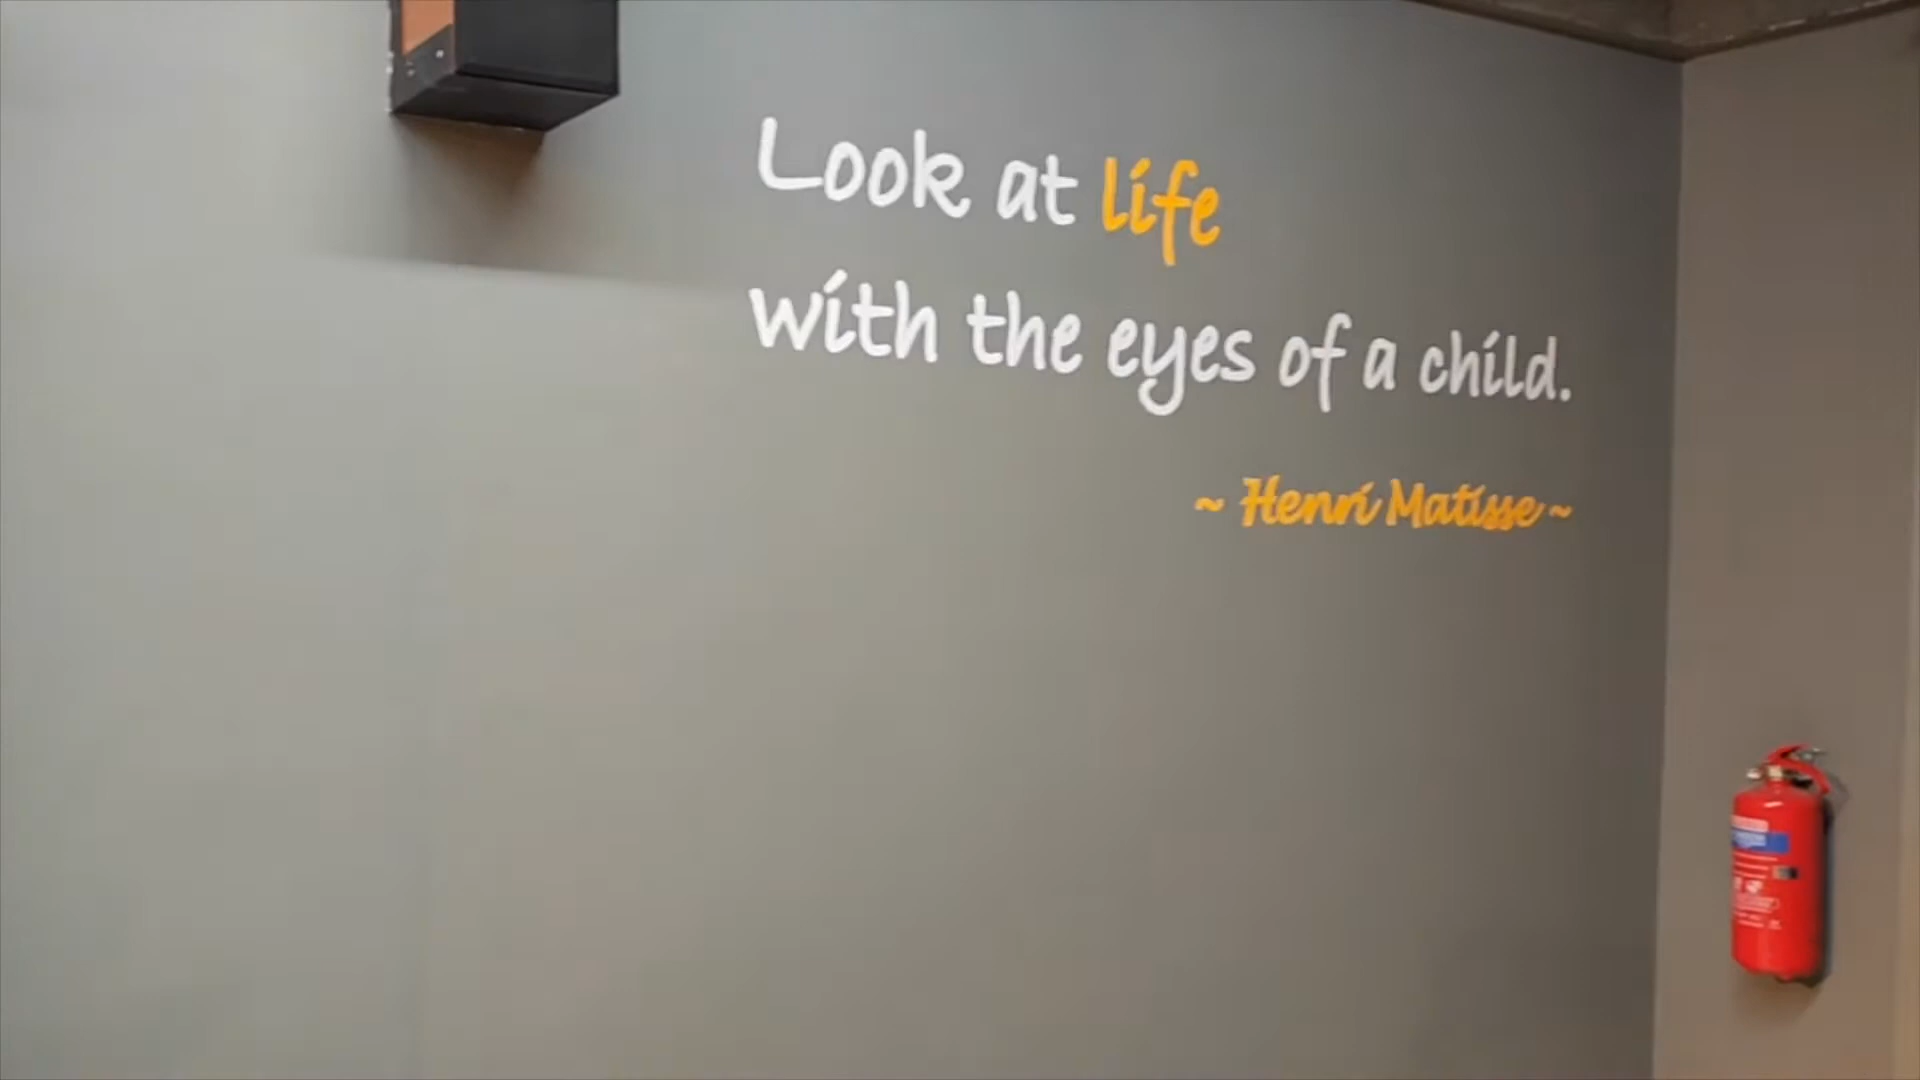 Look at life
with the eyes of a child.
~ Henri Matisse ~